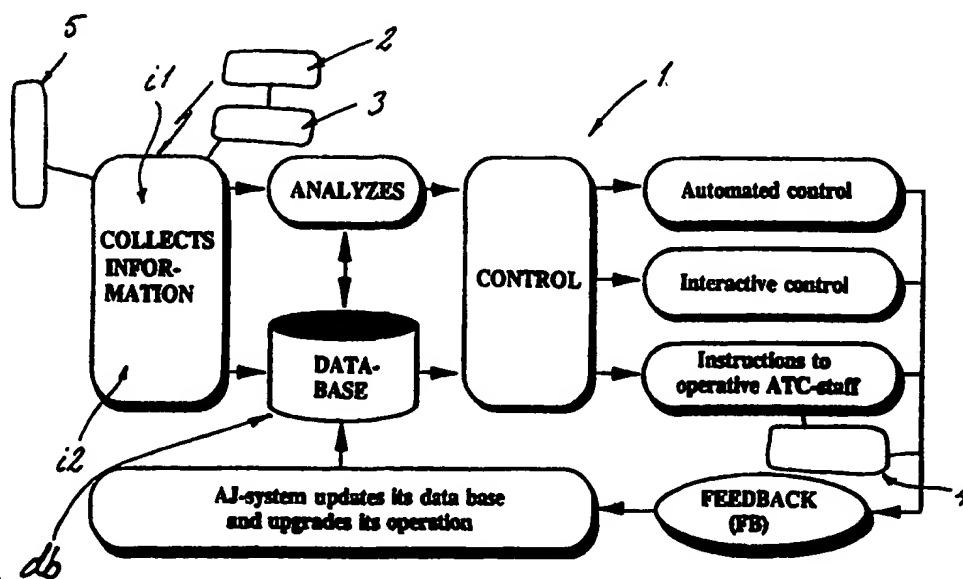 5
i1
2
3
1
ANALYZES
Automated control
COLLECTS
INFOR-
MATION
CONTROL
Interactive control
DATA-
BASE
Instructions to
operative ATC-staff
i2
AJ-system updates its data base
and upgrades its operation
FEEDBACK
(FB)
4
db